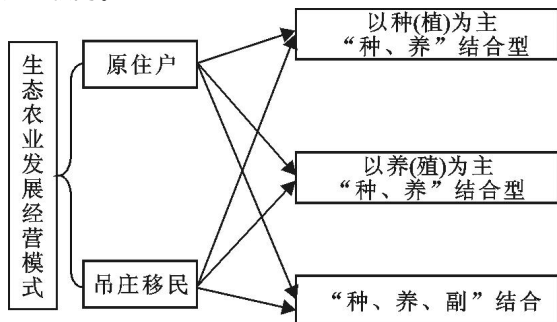 生态农业发展经营模式
原住户
吊庄移民
以种(植)为主
“种、养”结合型
以养(殖)为主
“种、养”结合型
“种、养、副”结合